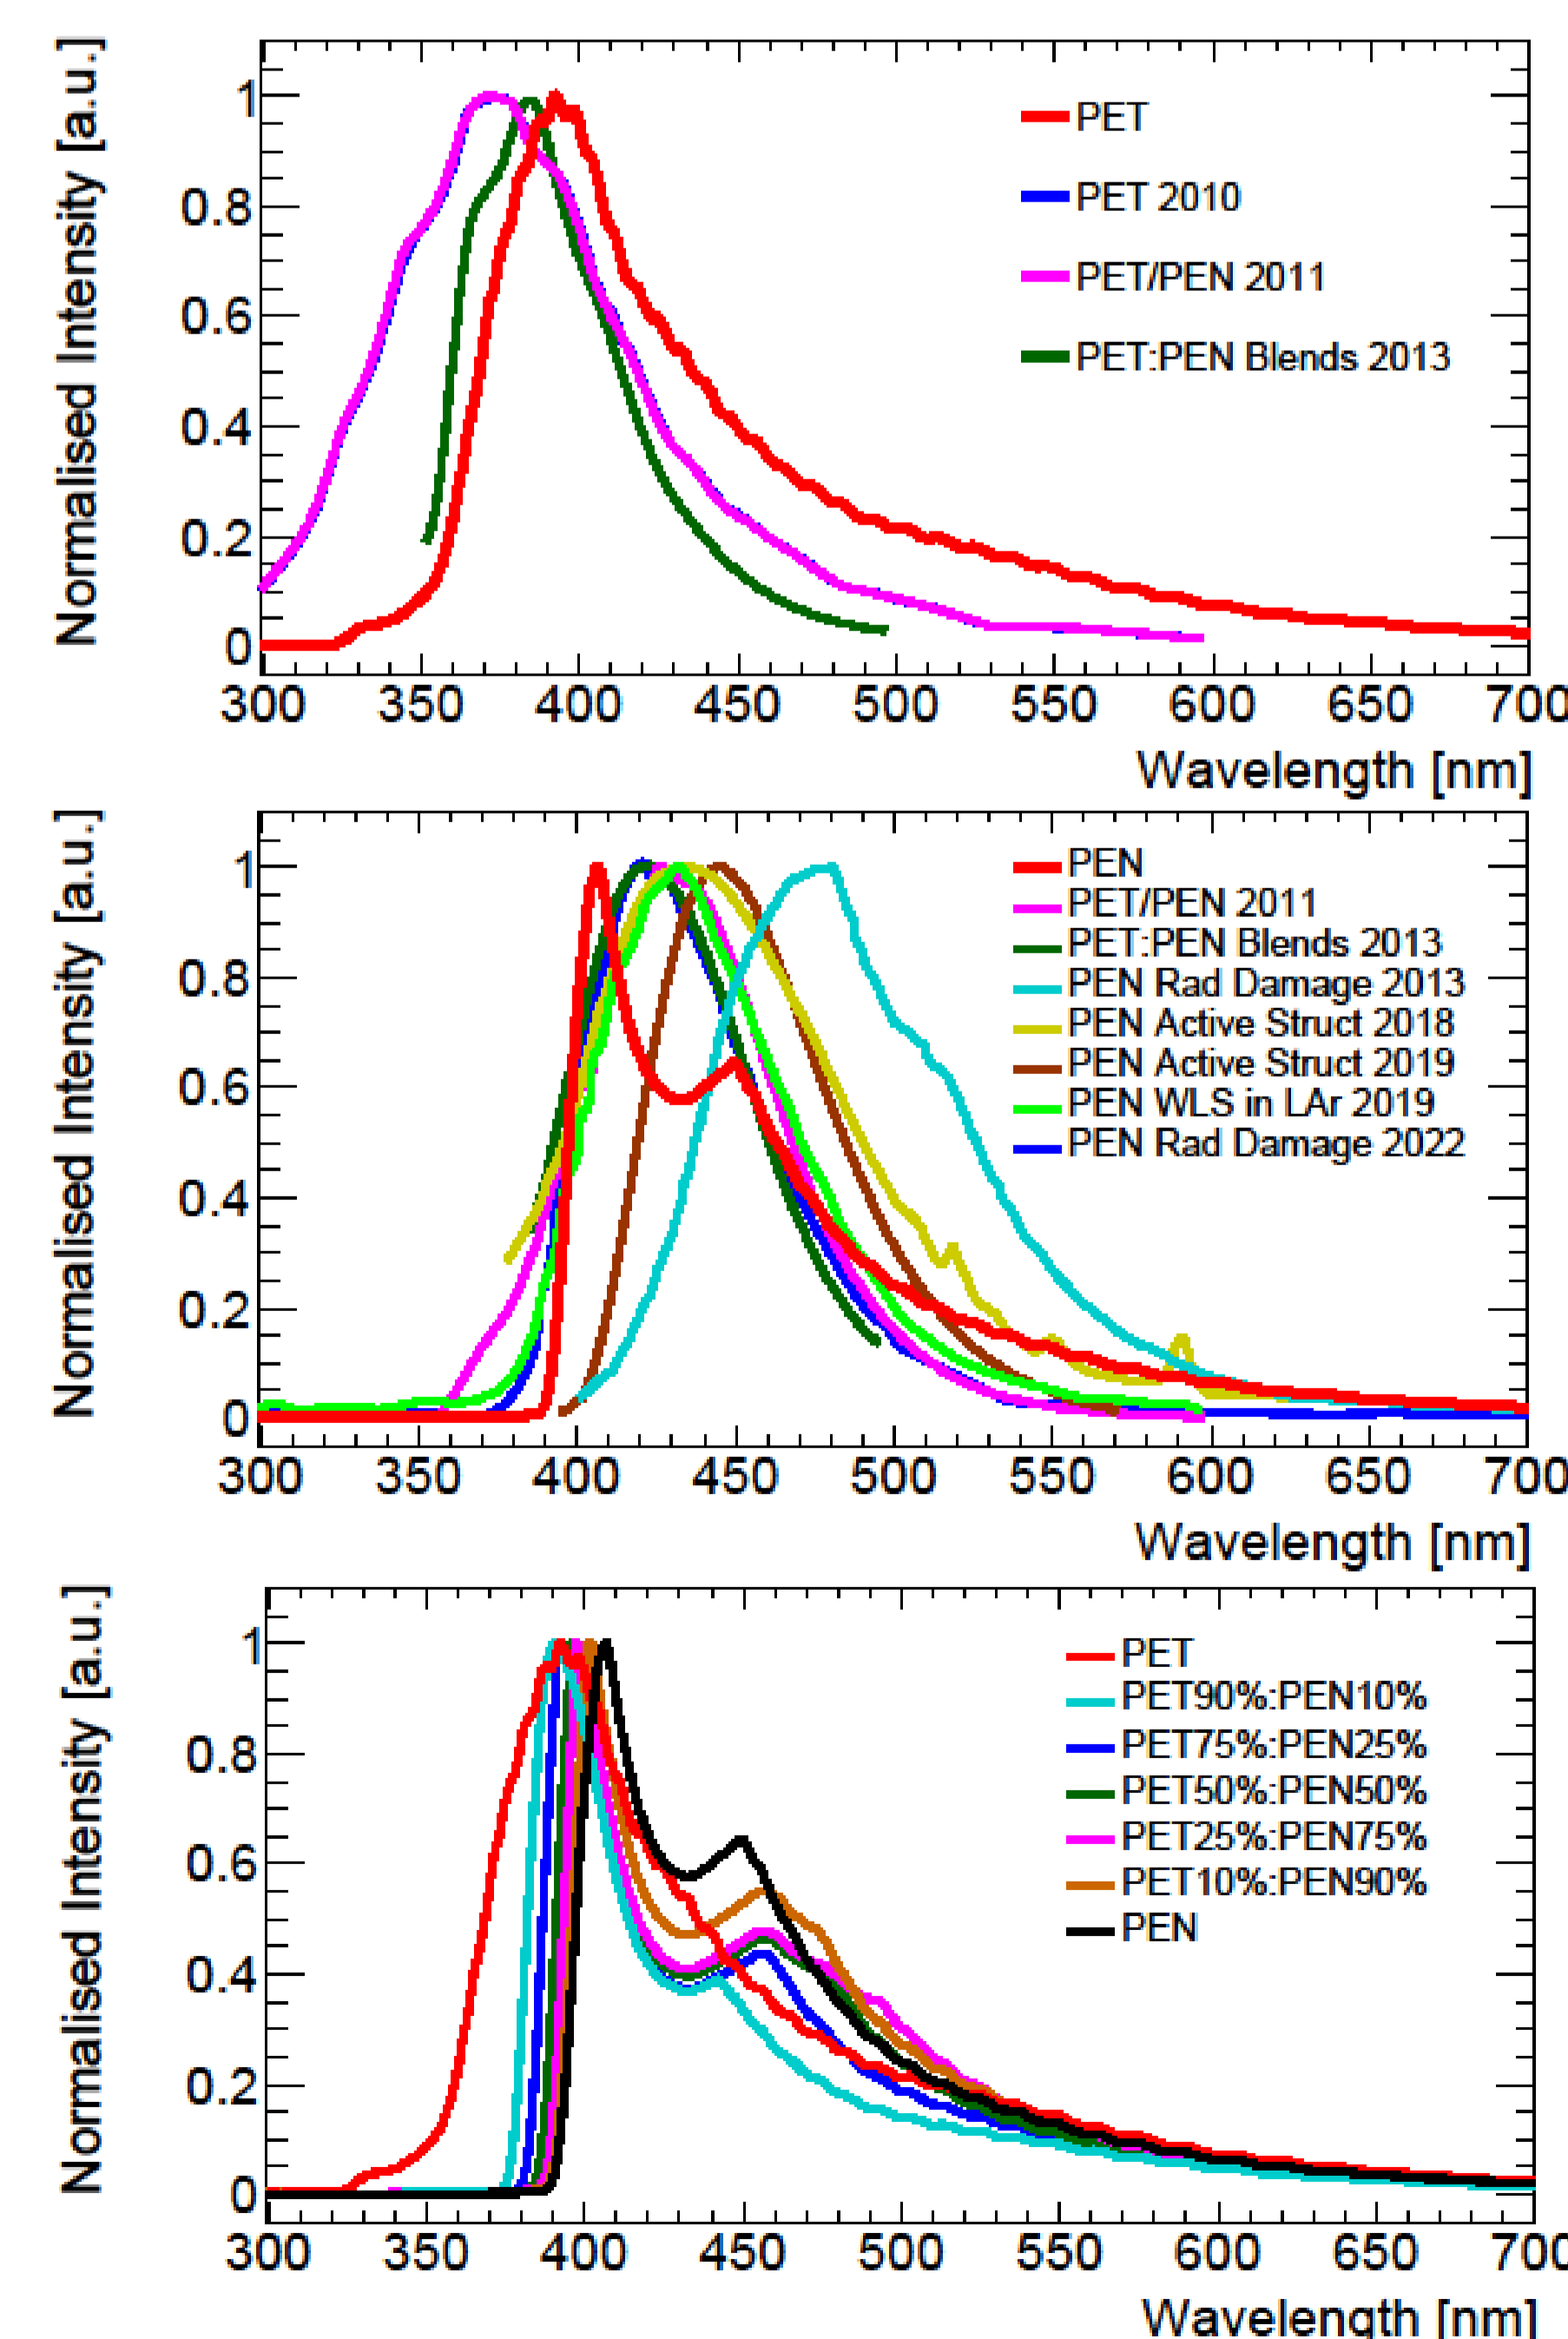 Normalised Intensity [a.u.]
1
0.8
0.6
0.4
0.2
0
PET
PET 2010
PET/PEN 2011
PET:PEN Blends 2013
300 350 400 450 500 550 600 650 700
Wavelength [nm]
Normalised Intensity [a.u.]
1
0.8
0.6
0.4
0.2
0
PEN
PET/PEN 2011
PET:PEN Blends 2013
PEN Rad Damage 2013
PEN Active Struct 2018
PEN Active Struct 2019
PEN WLS in LAr 2019
PEN Rad Damage 2022
300 350 400 450 500 550 600 650 700
Wavelength [nm]
Normalised Intensity [a.u.]
1
0.8
0.6
0.4
0.2
0
PET
PET90%:PEN10%
PET75%:PEN25%
PET50%:PEN50%
PET25%:PEN75%
PET10%:PEN90%
PEN
300 350 400 450 500 550 600 650 700
Wavelength [nm]